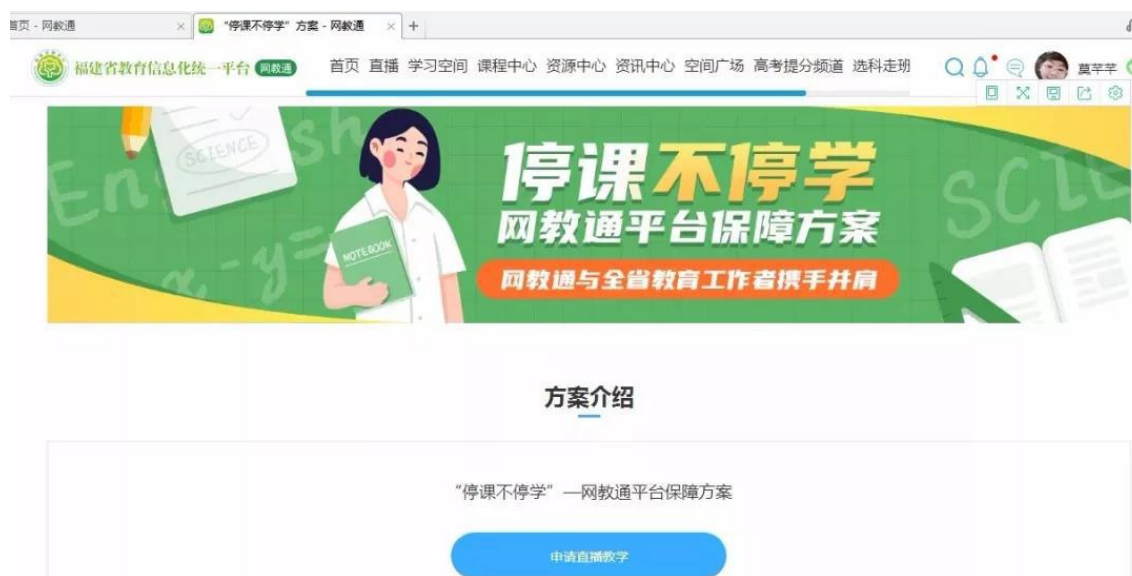 首页 - 网教通
“停课不停学”方案 - 网教通
福建省教育信息化统一平台 网教通
首页 直播 学习空间 课程中心 资源中心 资讯中心 空间广场 高考提分频道 选科走班
莫芊芊
SCIENCE
En
sh
x-y=
NOTEBOOK
停课不停学
网教通平台保障方案
网教通与全省教育工作者携手并肩
SCIE
方案介绍
“停课不停学” —网教通平台保障方案
申请直播教学